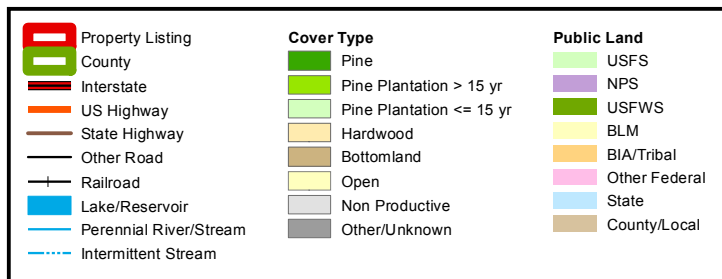 Property Listing
County
Interstate
US Highway
State Highway
Other Road
Railroad
Lake/Reservoir
Perennial River/Stream
Intermittent Stream
Cover Type
Pine
Pine Plantation > 15 yr
Pine Plantation <= 15 yr
Hardwood
Bottomland
Open
Non Productive
Other/Unknown
Public Land
USFS
NPS
USFWS
BLM
BIA/Tribal
Other Federal
State
County/Local